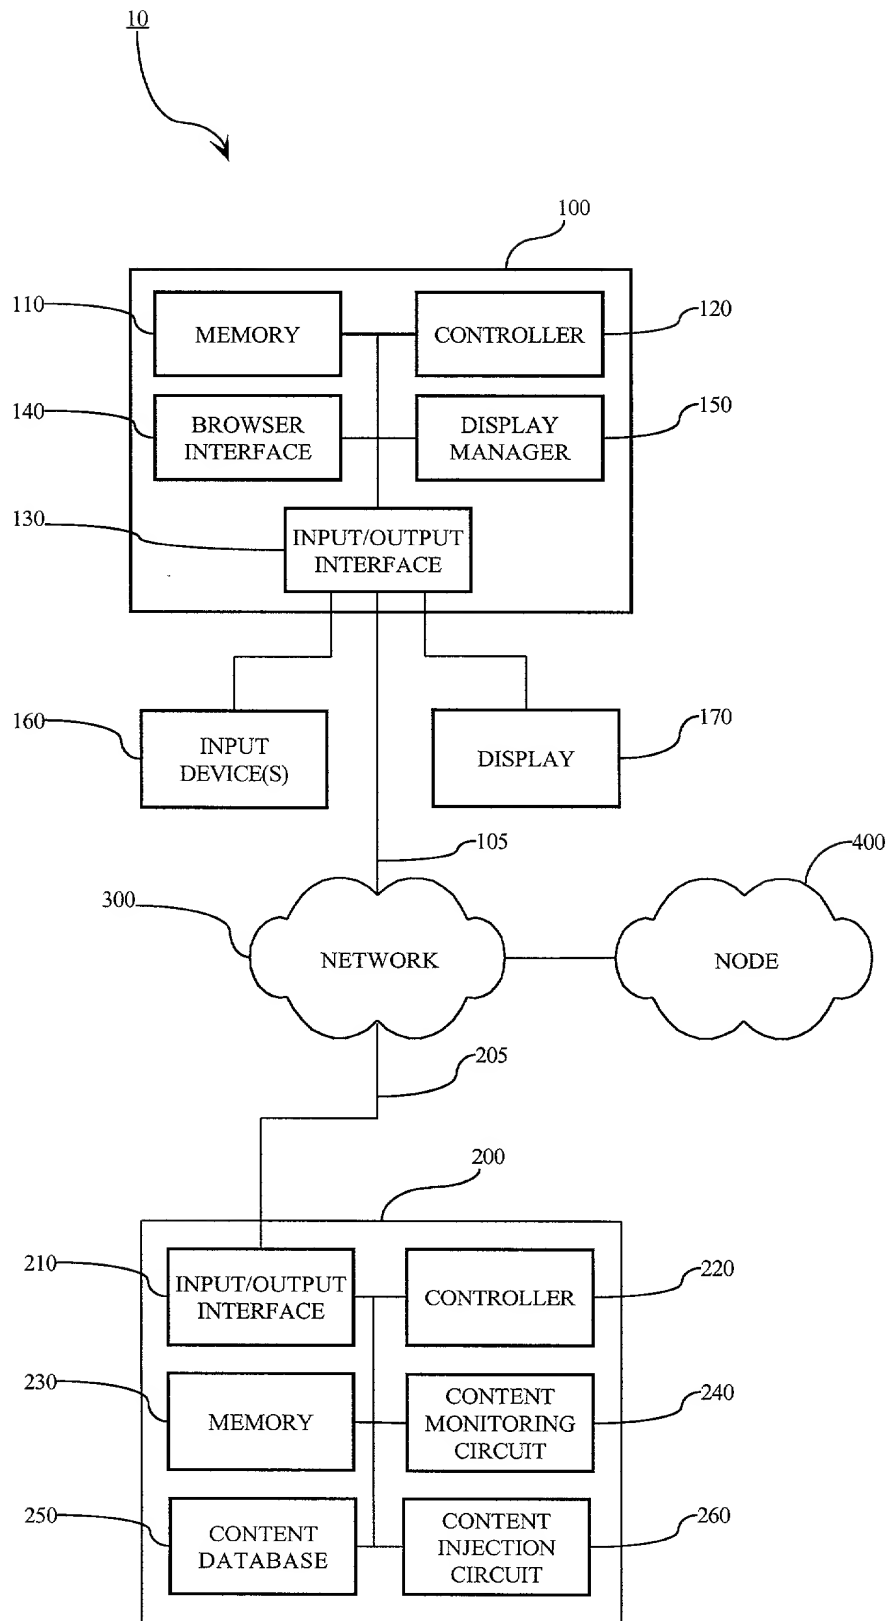 10
100
110
MEMORY
CONTROLLER
120
140
BROWSER
INTERFACE
DISPLAY
MANAGER
150
130
INPUT/OUTPUT
INTERFACE
160
INPUT
DEVICE(S)
DISPLAY
170
105
400
300
NETWORK
NODE
205
200
210
INPUT/OUTPUT
INTERFACE
CONTROLLER
220
230
MEMORY
CONTENT
MONITORING
CIRCUIT
240
250
CONTENT
DATABASE
CONTENT
INJECTION
CIRCUIT
260